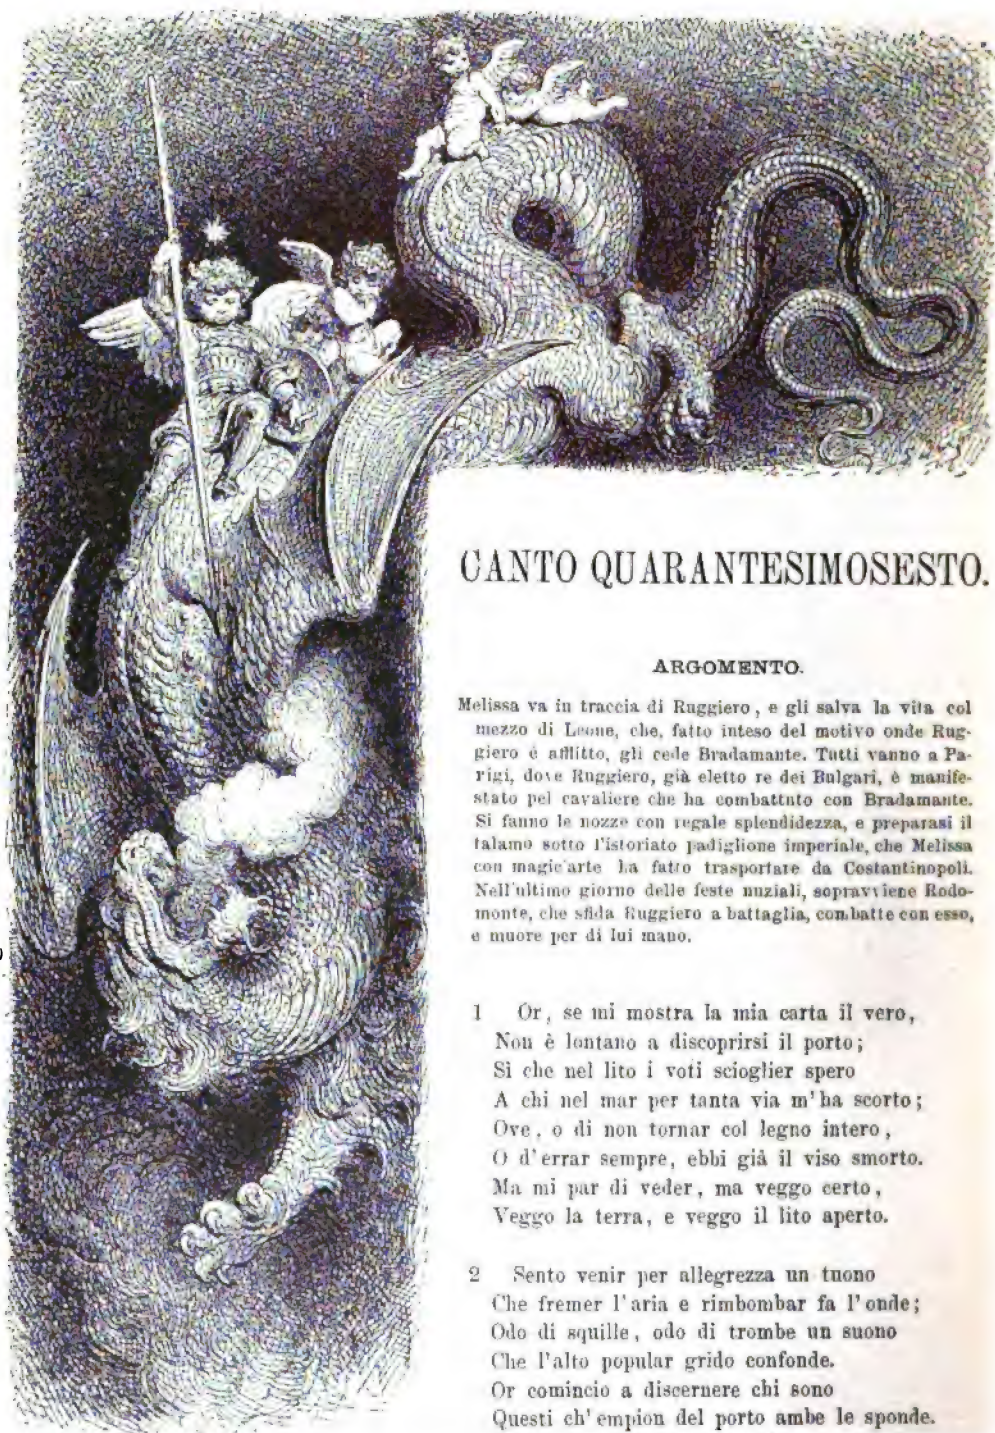 CANTO QUARANTESIMOSESTO.
ARGOMENTO.
Melissa va in traccia di Ruggiero, e gli salva la vita col
mezzo di Leone, che, fatto inteso del motivo onde Rug-
giero è afflitto, gli cede Bradamante. Tutti vanno a Pa-
rigi, dove Ruggiero, già eletto re dei Bulgari, è manife-
stato pel cavaliere che ha combattuto con Bradamante.
Si fanno le nozze con regale splendidezza, e preparasi il
talamo sotto l'istoriato padiglione imperiale, che Melissa
con magic'arte ha fatto trasportare da Costantinopoli.
Nell'ultimo giorno delle feste nuziali, sopravviene Rodo-
monte, che sfida Ruggiero a battaglia, combatte con esso,
e muore per di lui mano.
1 Or, se mi mostra la mia carta il vero,
Non è lontano a discoprirsi il porto;
Sì che nel lito i voti scioglier spero
A chi nel mar per tanta via m'ha scorto;
Ove, o di non tornar col legno intero,
O d'errar sempre, ebbi già il viso smorto.
Ma mi par di veder, ma veggo certo,
Veggo la terra, e veggo il lito aperto.
2 Sento venir per allegrezza un tuono
Che fremer l'aria e rimbombar fa l'onde;
Odo di squille, odo di trombe un suono
Che l'alto popular grido confonde.
Or comincio a discernere chi sono
Questi ch'empion del porto ambe le sponde.